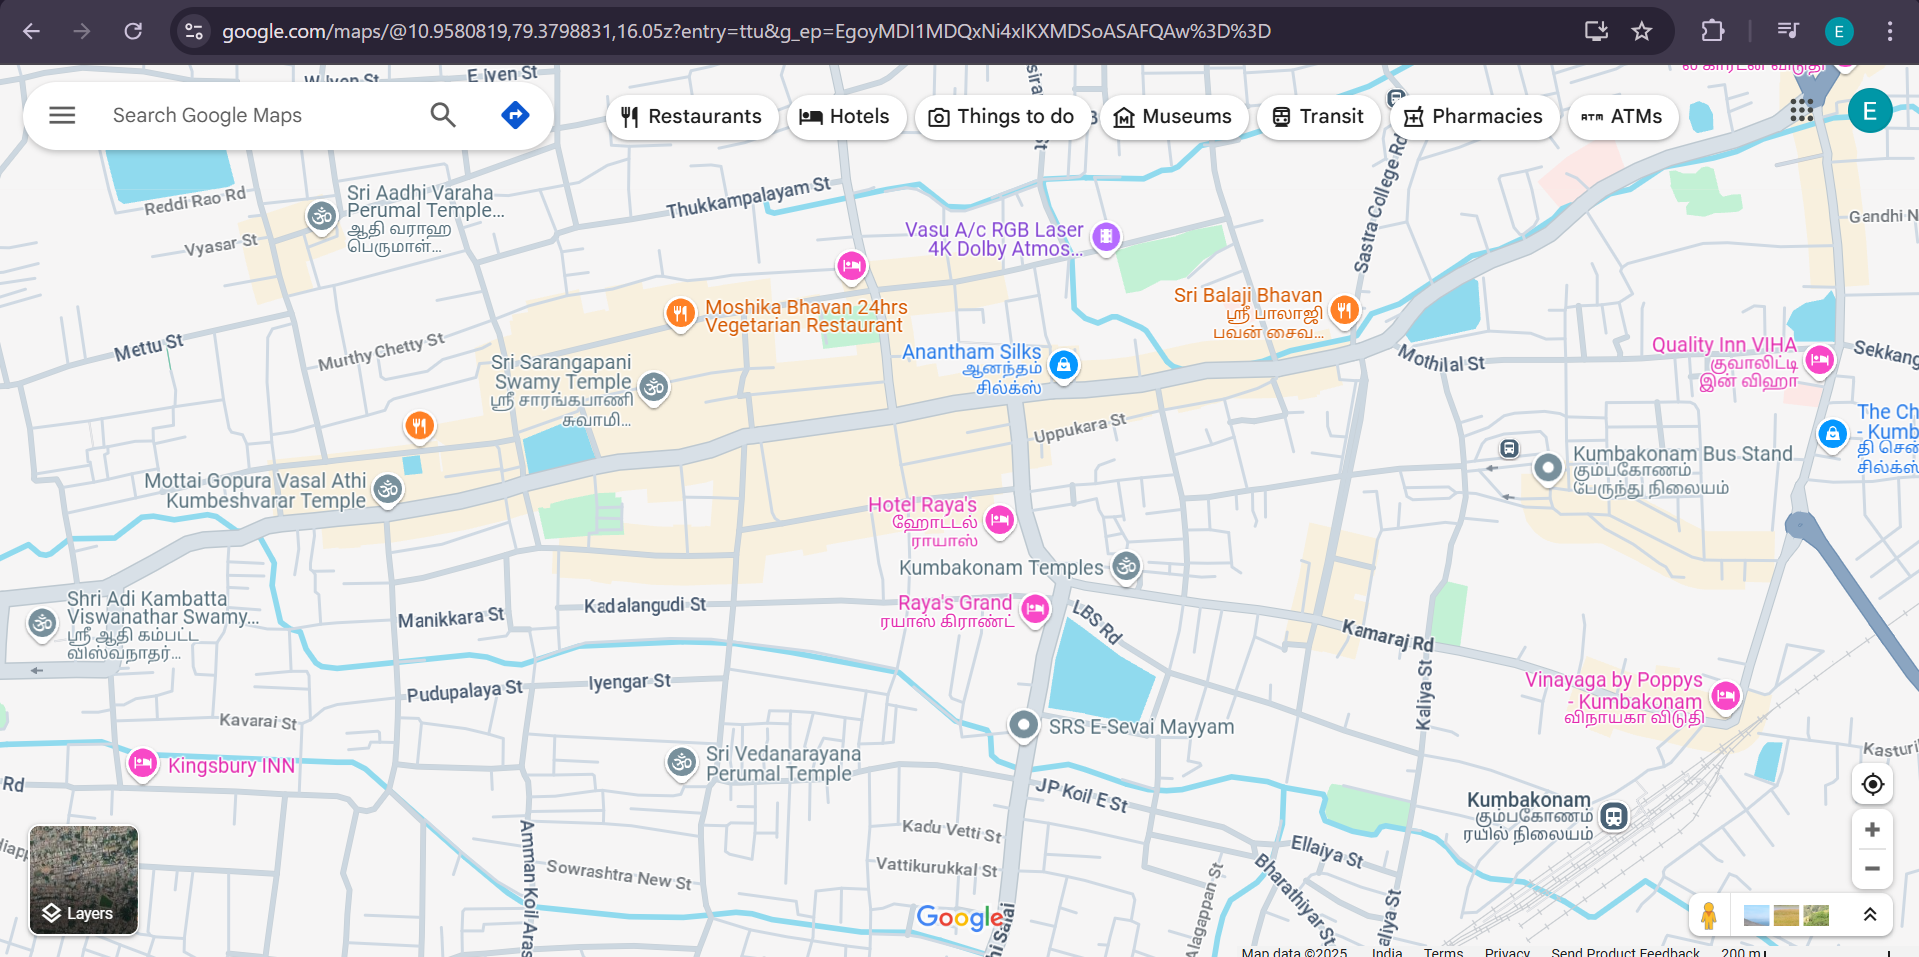 google.com/maps/@10.9580819,79.3798831,16.05z?entry=ttu&g_ep=EgoyMDI1MDQxNi4xIKXMDSoASAFQAw%3D%3D
E
Search Google Maps
Restaurants
Hotels
Things to do
Museums
Transit
Pharmacies
ATMs
E
E Iyen St
Reddi Rao Rd
Vyasar St
Sri Aadhi Varaha
Perumal Temple...
ஆதி வராஹ
பெருமாள்...
Thukkampalayam St
Vasu A/c RGB Laser
4K Dolby Atmos...
Sastra College Rd
Gandhi N
Moshika Bhavan 24hrs
Vegetarian Restaurant
Sri Balaji Bhavan
ஸ்ரீ பாலாஜி
பவன் சைவ...
Mettu St
Murthy Chetty St
Sri Sarangapani
Swamy Temple
ஸ்ரீ சாரங்கபாணி
சுவாமி...
Anantham Silks
ஆனந்தம்
சில்க்ஸ்
Mothilal St
Quality Inn VIHA
குவாலிட்டி
இன் விஹா
Sekkang
Uppukara St
The Ch
- Kumb
தி சென்
சில்க்ஸ்
Kumbakonam Bus Stand
கும்பகோணம்
பேருந்து நிலையம்
Mottai Gopura Vasal Athi
Kumbeshvarar Temple
Hotel Raya's
ஹோட்டல்
ராயாஸ்
Kumbakonam Temples
Shri Adi Kambatta
Viswanathar Swamy...
ஸ்ரீ ஆதி கம்பட்ட
விஸ்வநாதர்...
Manikkara St
Kadalangudi St
Raya's Grand
ரயாஸ் கிராண்ட்
LBS Rd
Kamaraj Rd
Kaliya St
Pudupalaya St
Iyengar St
Kavarai St
Vinayaga by Poppys
- Kumbakonam
விநாயகா விடுதி
SRS E-Sevai Mayyam
Kingsbury INN
Sri Vedanarayana
Perumal Temple
Rd
JP Koil E St
Kasturi
Kumbakonam
கும்பகோணம்
ரயில் நிலையம்
Kadu Vetti St
Vattikurukkal St
Sowrashtra New St
Amman Koil Aras
Ellaiya St
Bharathiyar St
Alagappan St
aliya St
Layers
Google
Map data ©2025
India
Terms
Privacy
Send Product Feedback
200 m